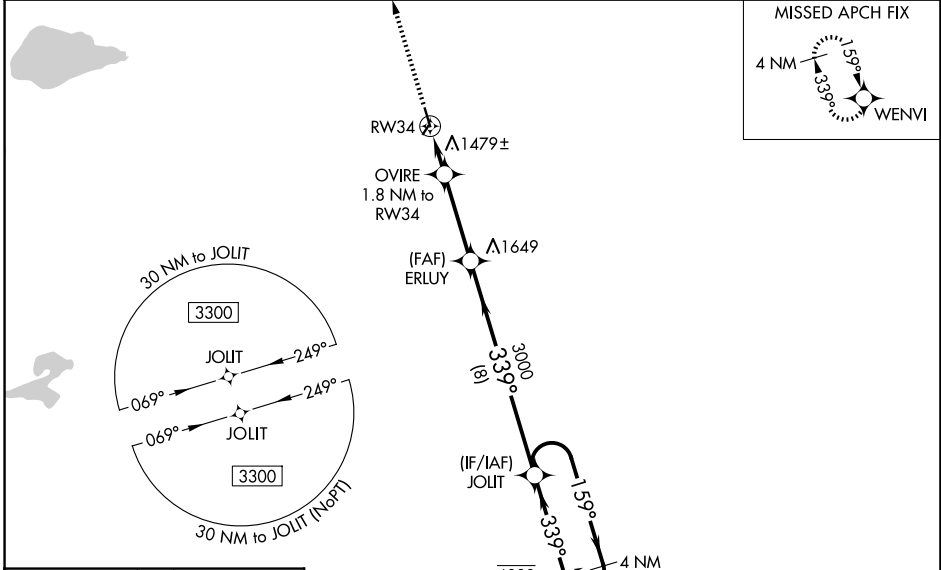 MISSED APCH FIX
4 NM
159°
339°
WENVI
RW34
1479±
OVIRE
1.8 NM to
RW34
(FAF)
ERLUY
1649
30 NM to JOLIT
3300
JOLIT
249°
069°
249°
069°
JOLIT
3300
30 NM to JOLIT (NoPT)
3000
339°
(8)
(IF/IAF)
JOLIT
159°
339°
4 NM